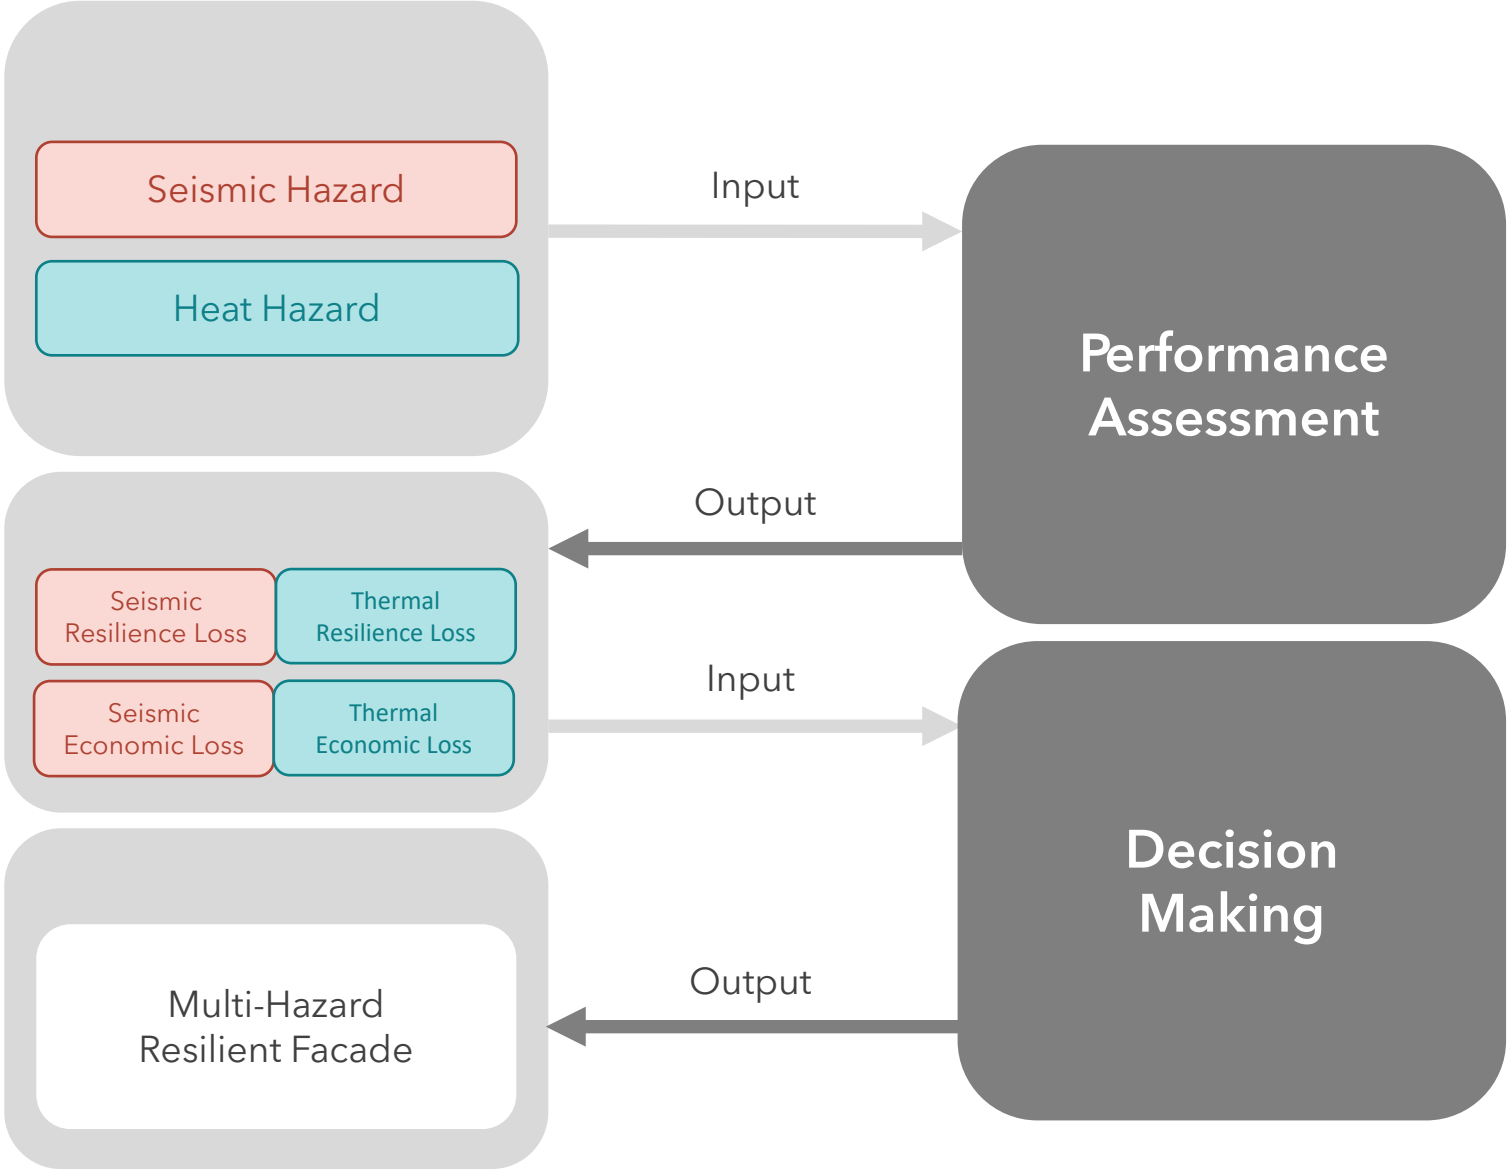 Seismic Hazard
Heat Hazard
Input
Performance
Assessment
Output
Seismic
Resilience Loss
Thermal
Resilience Loss
Seismic
Economic Loss
Thermal
Economic Loss
Input
Decision
Making
Output
Multi-Hazard
Resilient Facade